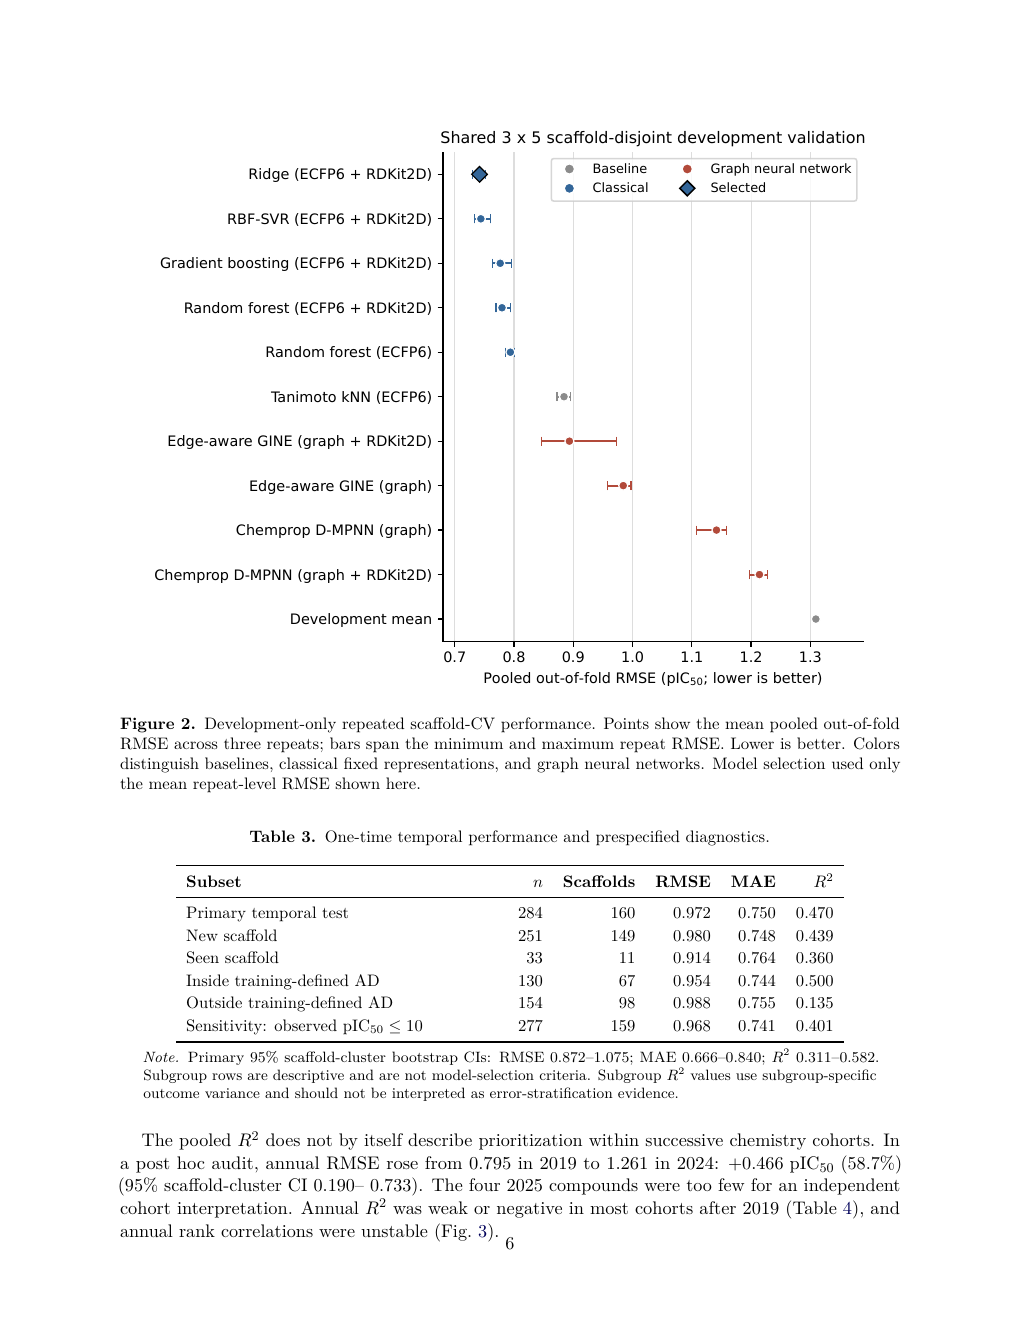 Shared 3 x 5 scaffold-disjoint development validation
Baseline
Classical
Graph neural network
Selected
Ridge (ECFP6 + RDKit2D)
RBF-SVR (ECFP6 + RDKit2D)
Gradient boosting (ECFP6 + RDKit2D)
Random forest (ECFP6 + RDKit2D)
Random forest (ECFP6)
Tanimoto kNN (ECFP6)
Edge-aware GINE (graph + RDKit2D)
Edge-aware GINE (graph)
Chemprop D-MPNN (graph)
Chemprop D-MPNN (graph + RDKit2D)
Development mean
0.7 0.8 0.9 1.0 1.1 1.2 1.3
Pooled out-of-fold RMSE (pIC₅₀; lower is better)
Figure 2. Development-only repeated scaffold-CV performance. Points show the mean pooled out-of-fold
RMSE across three repeats; bars span the minimum and maximum repeat RMSE. Lower is better. Colors
distinguish baselines, classical fixed representations, and graph neural networks. Model selection used only
the mean repeat-level RMSE shown here.
Table 3. One-time temporal performance and prespecified diagnostics.
Subset n Scaffolds RMSE MAE R²
Primary temporal test 284 160 0.972 0.750 0.470
New scaffold 251 149 0.980 0.748 0.439
Seen scaffold 33 11 0.914 0.764 0.360
Inside training-defined AD 130 67 0.954 0.744 0.500
Outside training-defined AD 154 98 0.988 0.755 0.135
Sensitivity: observed pIC₅₀ ≤ 10 277 159 0.968 0.741 0.401
Note. Primary 95% scaffold-cluster bootstrap CIs: RMSE 0.872–1.075; MAE 0.666–0.840; R² 0.311–0.582.
Subgroup rows are descriptive and are not model-selection criteria. Subgroup R² values use subgroup-specific
outcome variance and should not be interpreted as error-stratification evidence.
The pooled R² does not by itself describe prioritization within successive chemistry cohorts. In
a post hoc audit, annual RMSE rose from 0.795 in 2019 to 1.261 in 2024: +0.466 pIC₅₀ (58.7%)
(95% scaffold-cluster CI 0.190– 0.733). The four 2025 compounds were too few for an independent
cohort interpretation. Annual R² was weak or negative in most cohorts after 2019 (Table 4), and
annual rank correlations were unstable (Fig. 3).
6